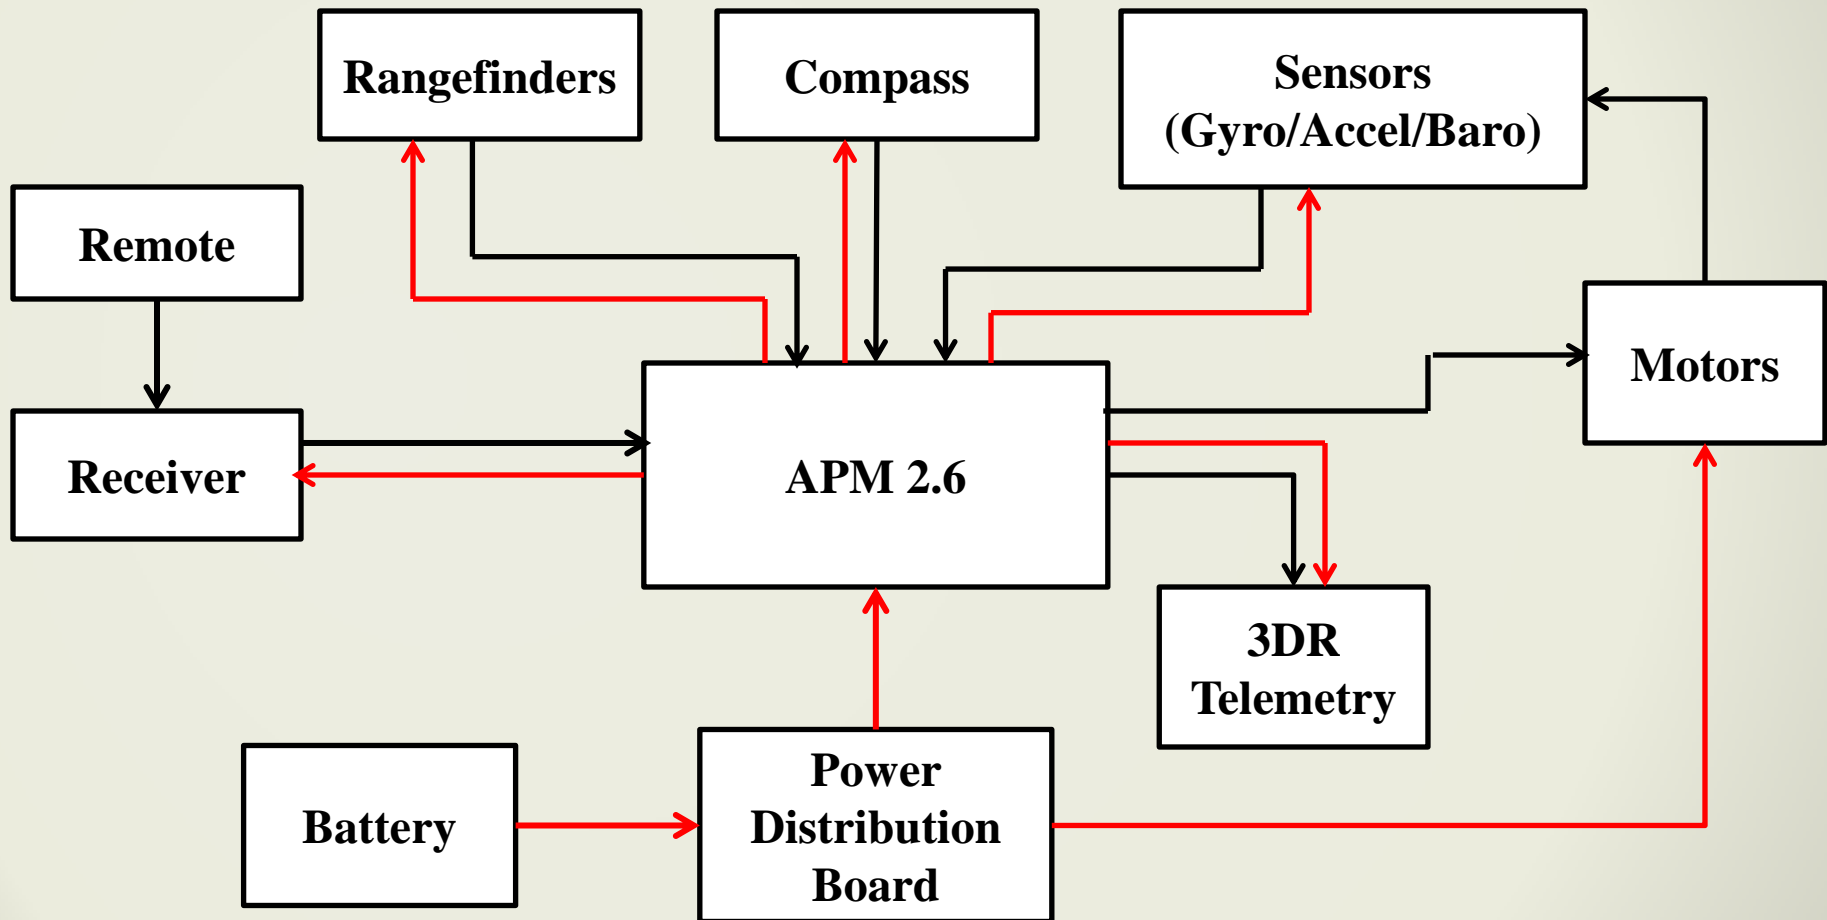 Rangefinders
Compass
Sensors
(Gyro/Accel/Baro)
Remote
Motors
Receiver
APM 2.6
3DR
Telemetry
Battery
Power
Distribution
Board